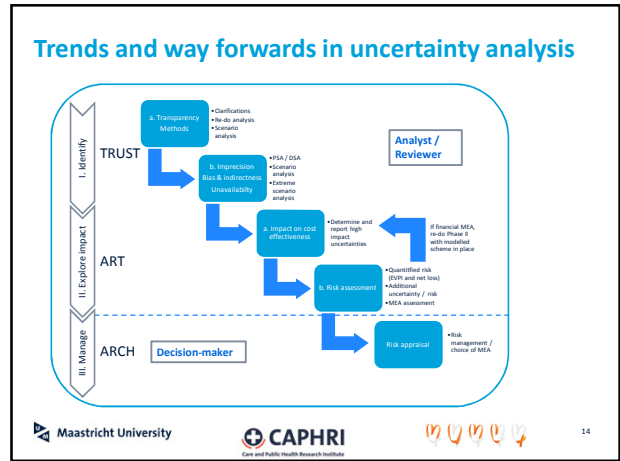 Trends and way forwards in uncertainty analysis
I. Identify
II. Explore impact
III. Manage
TRUST
ART
ARCH
a. Transparency
Methods
•Clarifications
•Re-do analysis
•Scenario
analysis
Analyst /
Reviewer
b. Imprecision
Bias & indirectness
Unavailabilty
•PSA / DSA
•Scenario
analysis
•Extreme
scenario
analysis
a. Impact on cost
effectiveness
•Determine and
report high
impact
uncertainties
If financial MEA,
re-do Phase II
with modelled
scheme in place
b. Risk assessment
•Quantitfied risk
(EVPI and net loss)
•Additional
uncertainty / risk
•MEA assessment
Decision-maker
Risk appraisal
•Risk
management /
choice of MEA
Maastricht University
CAPHRI
Care and Public Health Research Institute
14